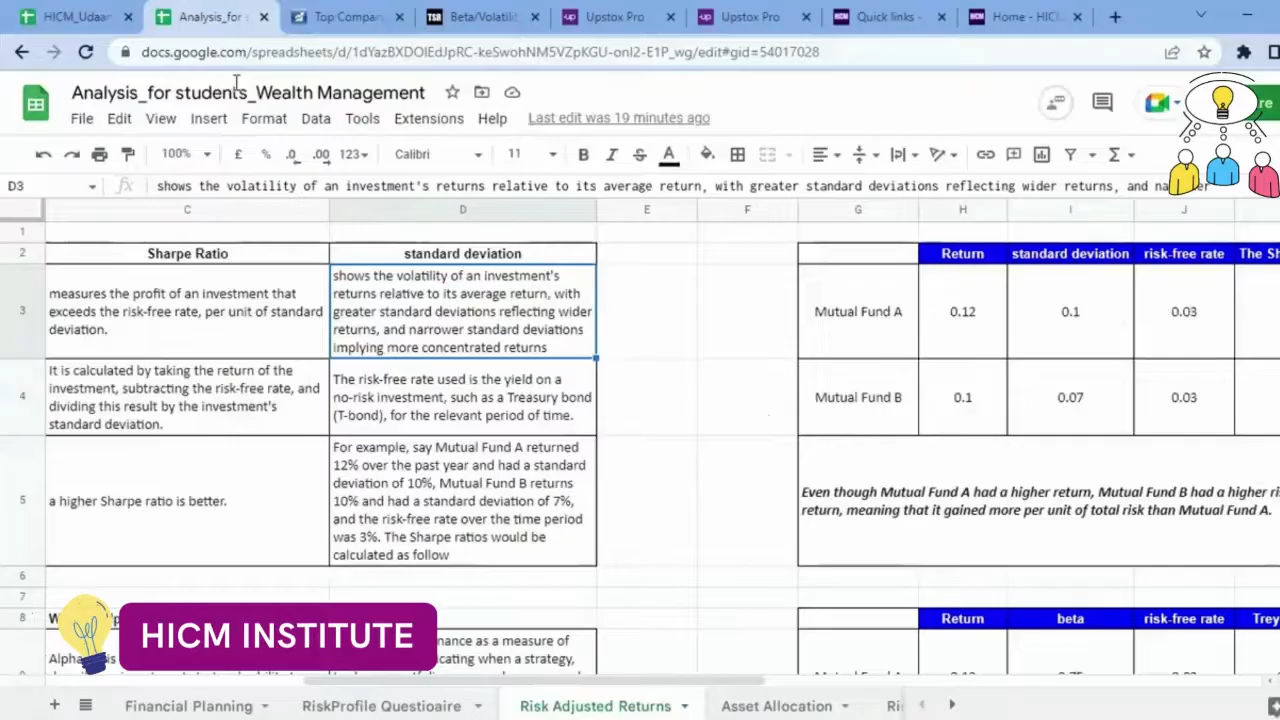 HICM_Udaan
Analysis_for s
Top Compan
TSR Beta/Volatilit
Upstox Pro
Upstox Pro
HICM Quick links -
HICM Home - HICM
docs.google.com/spreadsheets/d/1dYazBXDOlEdJpRC-keSwohNM5VZpKGU-onI2-E1P_wg/edit#gid=54017028
Analysis_for students_Wealth Management
File Edit View Insert Format Data Tools Extensions Help Last edit was 19 minutes ago
100% £ % .0 .00 123 Calibri 11 B I S A
D3 fx shows the volatility of an investment's returns relative to its average return, with greater standard deviations reflecting wider returns, and
C D E F G H I J
1
2 Sharpe Ratio standard deviation Return standard deviation risk-free rate The Sh
3
measures the profit of an investment that
exceeds the risk-free rate, per unit of standard
deviation.
shows the volatility of an investment's
returns relative to its average return, with
greater standard deviations reflecting wider
returns, and narrower standard deviations
implying more concentrated returns
Mutual Fund A 0.12 0.1 0.03
4
It is calculated by taking the return of the
investment, subtracting the risk-free rate, and
dividing this result by the investment's
standard deviation.
The risk-free rate used is the yield on a
no-risk investment, such as a Treasury bond
(T-bond), for the relevant period of time.
Mutual Fund B 0.1 0.07 0.03
5
a higher Sharpe ratio is better.
For example, say Mutual Fund A returned
12% over the past year and had a standard
deviation of 10%, Mutual Fund B returns
10% and had a standard deviation of 7%,
and the risk-free rate over the time period
was 3%. The Sharpe ratios would be
calculated as follow
Even though Mutual Fund A had a higher return, Mutual Fund B had a higher ri
return, meaning that it gained more per unit of total risk than Mutual Fund A.
6
7
8 Return beta risk-free rate Trey
nance as a measure of
icating when a strategy,
HICM INSTITUTE
Financial Planning
RiskProfile Questioaire
Risk Adjusted Returns
Asset Allocation